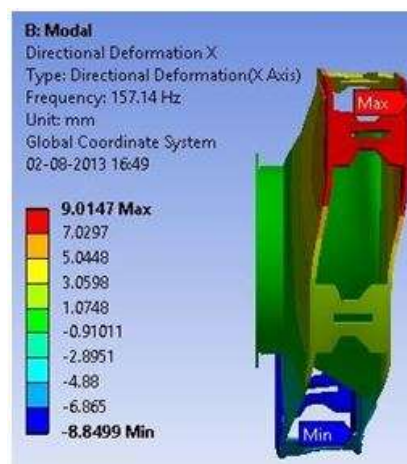 B: Modal
Directional Deformation X
Type: Directional Deformation(X Axis)
Frequency: 157.14 Hz
Unit: mm
Global Coordinate System
02-08-2013 16:49
9.0147 Max
7.0297
5.0448
3.0598
1.0748
-0.91011
-2.8951
-4.88
-6.865
-8.8499 Min
Max
Min